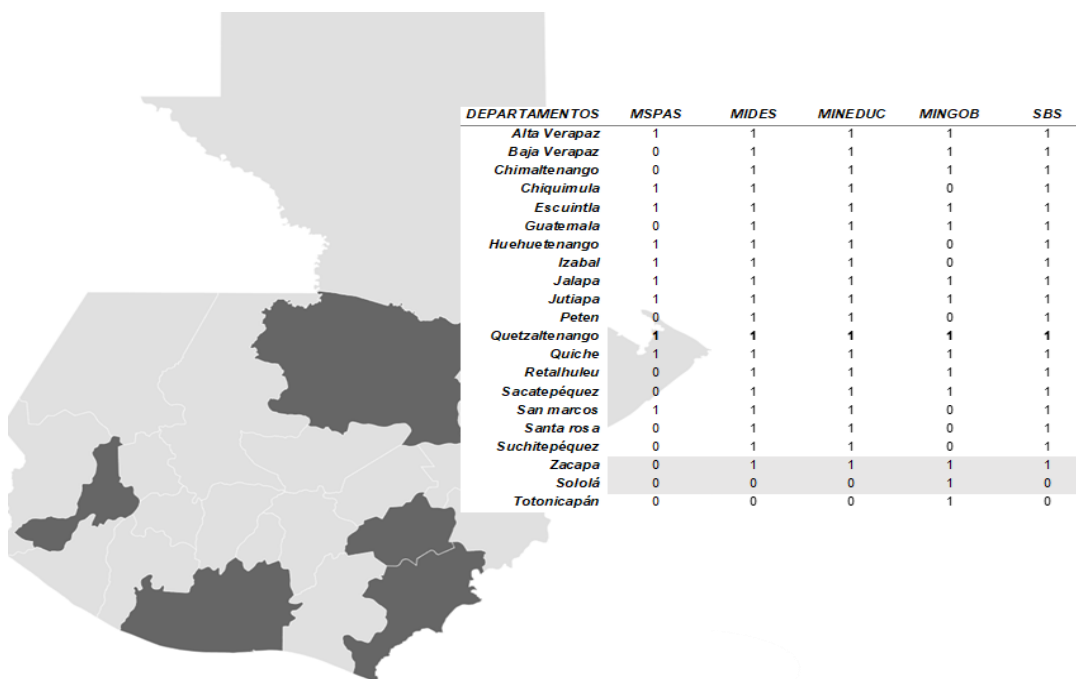 DEPARTAMENTOS MSPAS MIDES MINEDUC MINGOB SBS
Alta Verapaz 1 1 1 1 1
Baja Verapaz 0 1 1 1 1
Chimaltenango 0 1 1 1 1
Chiquimula 1 1 1 0 1
Escuintla 1 1 1 1 1
Guatemala 0 1 1 1 1
Huehuetenango 1 1 1 0 1
Izabal 1 1 1 0 1
Jalapa 1 1 1 1 1
Jutiapa 1 1 1 1 1
Peten 0 1 1 0 1
Quetzaltenango 1 1 1 1 1
Quiche 1 1 1 1 1
Retalhuleu 0 1 1 1 1
Sacatepéquez 0 1 1 1 1
San marcos 1 1 1 0 1
Santa rosa 0 1 1 0 1
Suchitepéquez 0 1 1 0 1
Zacapa 0 1 1 1 1
Sololá 0 0 0 1 0
Totonicapán 0 0 0 1 0